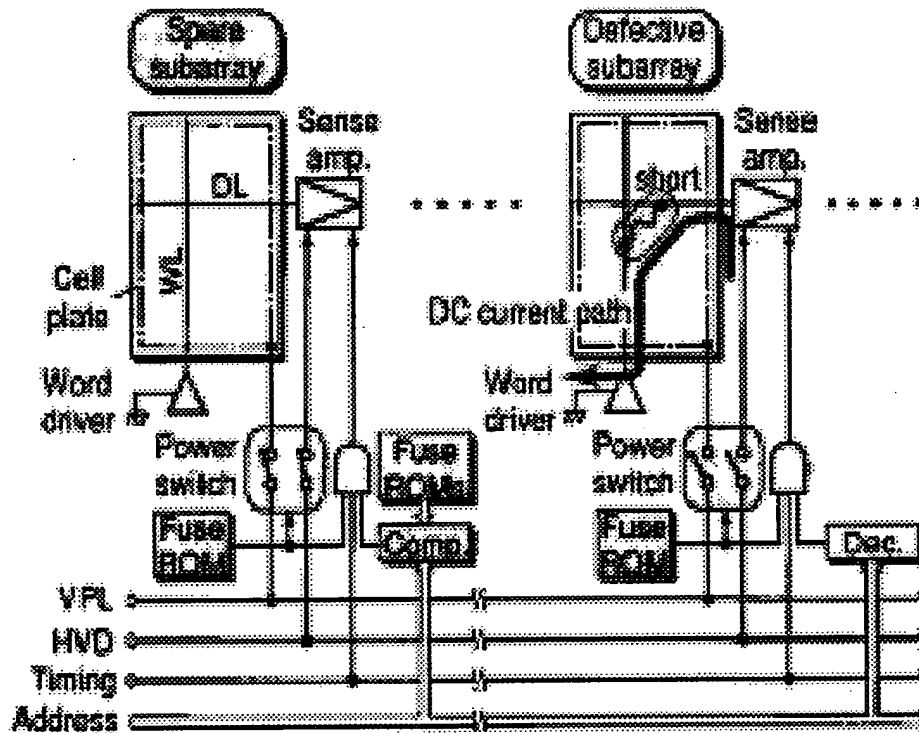 Spare
subarray
Defective
subarray
Sense
amp.
DL
WL
Cell
plate
Word
driver
Power
switch
Fuse
ROM
Fuse
ROMs
Comp.
Sense
amp.
short
DC current path
Word
driver
Power
switch
Fuse
ROM
Dec.
VPL
HVD
Timing
Address